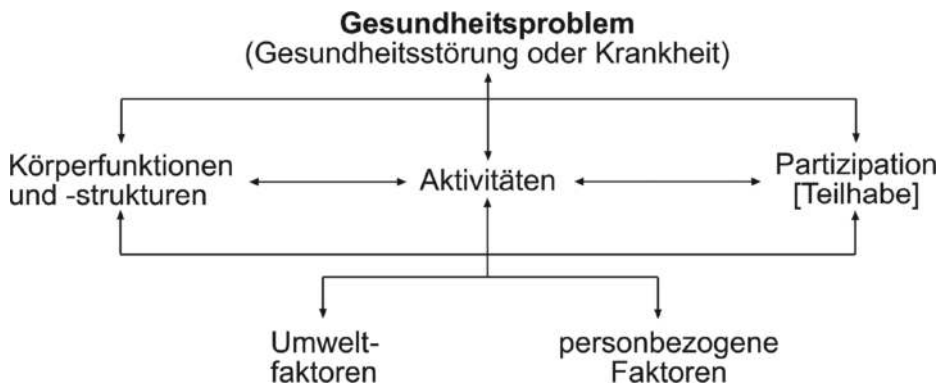 Gesundheitsproblem
(Gesundheitsstörung oder Krankheit)
Körperfunktionen
und -strukturen
Aktivitäten
Partizipation
[Teilhabe]
Umwelt-
faktoren
personbezogene
Faktoren